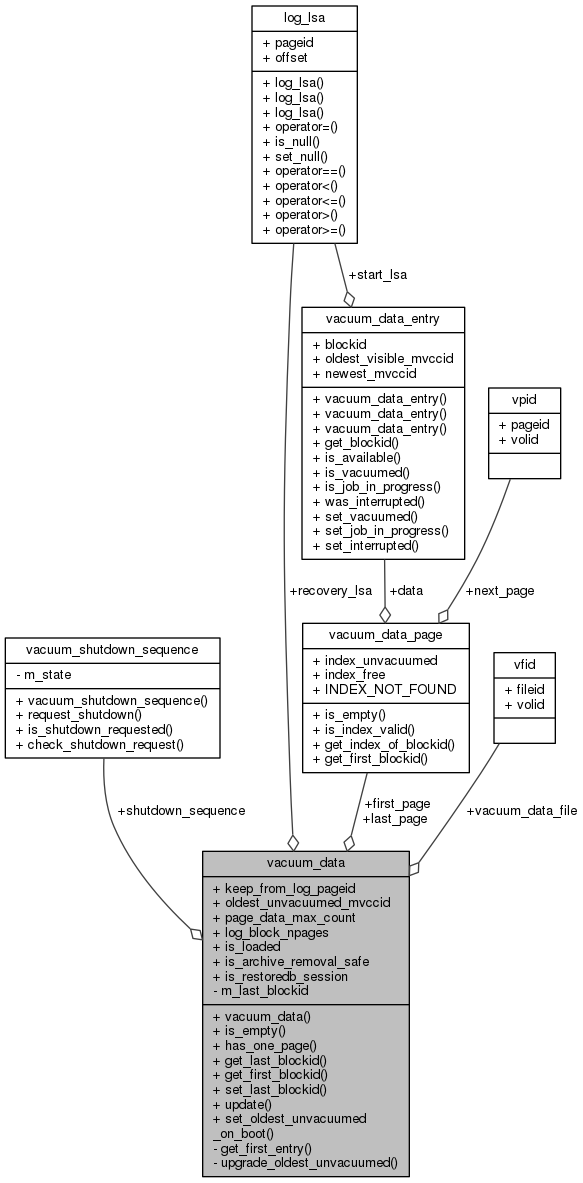 log_lsa
+ pageid
+ offset
+ log_lsa()
+ log_lsa()
+ log_lsa()
+ operator=()
+ is_null()
+ set_null()
+ operator==()
+ operator<()
+ operator<=()
+ operator>()
+ operator>=()
+start_lsa
vacuum_data_entry
+ blockid
+ oldest_visible_mvccid
+ newest_mvccid
+ vacuum_data_entry()
+ vacuum_data_entry()
+ vacuum_data_entry()
+ get_blockid()
+ is_available()
+ is_vacuumed()
+ is_job_in_progress()
+ was_interrupted()
+ set_vacuumed()
+ set_job_in_progress()
+ set_interrupted()
vpid
+ pageid
+ volid
+recovery_lsa
+data
+next_page
vacuum_shutdown_sequence
- m_state
+ vacuum_shutdown_sequence()
+ request_shutdown()
+ is_shutdown_requested()
+ check_shutdown_request()
vacuum_data_page
+ index_unvacuumed
+ index_free
+ INDEX_NOT_FOUND
+ is_empty()
+ is_index_valid()
+ get_index_of_blockid()
+ get_first_blockid()
vfid
+ fileid
+ volid
+shutdown_sequence
+first_page
+last_page
+vacuum_data_file
vacuum_data
+ keep_from_log_pageid
+ oldest_unvacuumed_mvccid
+ page_data_max_count
+ log_block_npages
+ is_loaded
+ is_archive_removal_safe
+ is_restoredb_session
- m_last_blockid
+ vacuum_data()
+ is_empty()
+ has_one_page()
+ get_last_blockid()
+ get_first_blockid()
+ set_last_blockid()
+ update()
+ set_oldest_unvacuumed
_on_boot()
- get_first_entry()
- upgrade_oldest_unvacuumed()